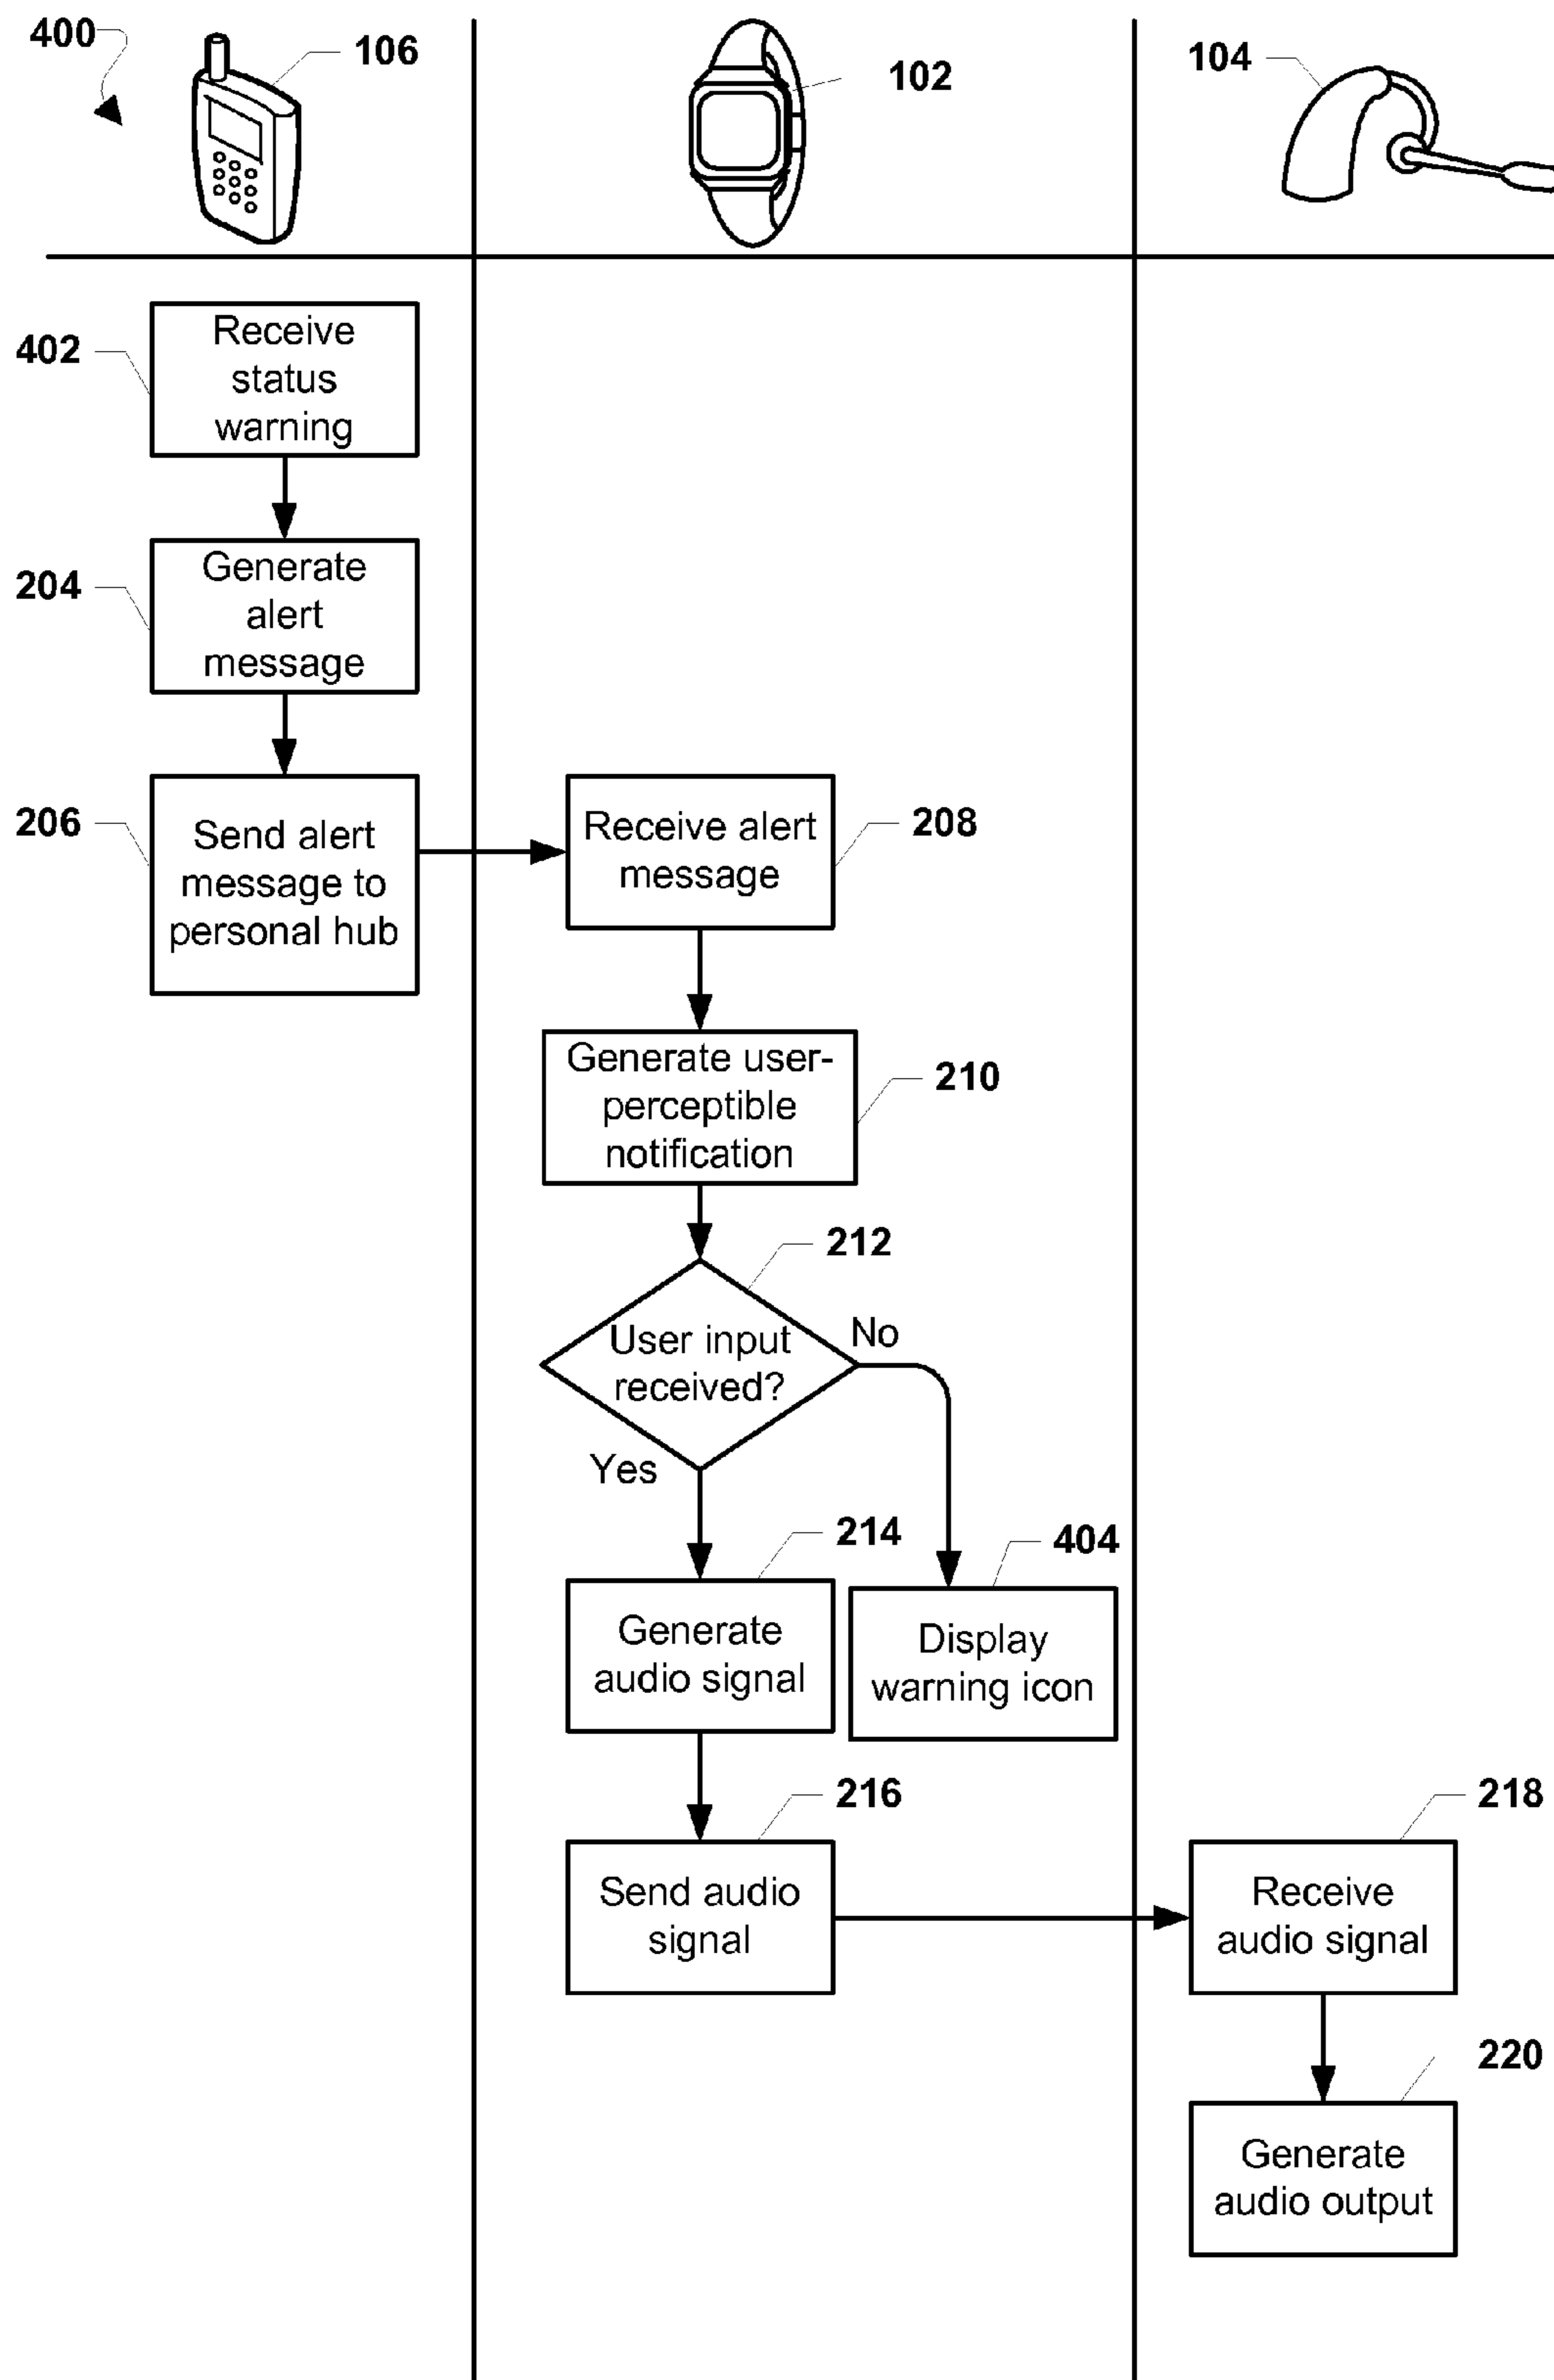 400
106
102
104
402
Receive
status
warning
204
Generate
alert
message
206
Send alert
message to
personal hub
Receive alert
message
208
Generate user-
perceptible
notification
210
212
User input
received?
No
Yes
214
Generate
audio signal
404
Display
warning icon
216
Send audio
signal
218
Receive
audio signal
220
Generate
audio output